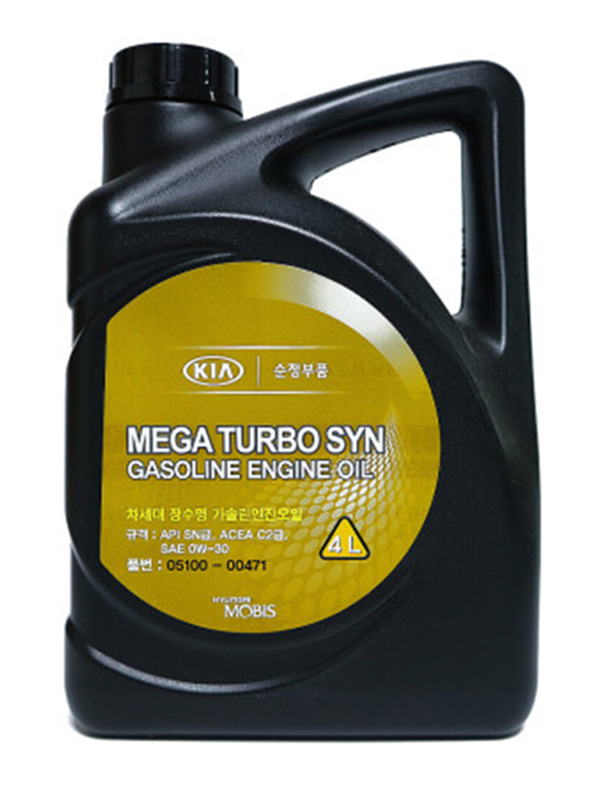 KIA 순정부품
MEGA TURBO SYN
GASOLINE ENGINE OIL
차세대 장수명 가솔린엔진오일
규격 : API SN급, ACEA C2급,
SAE 0W-30
4 L
품번 : 05100 - 00471
HYUNDAI
MOBIS